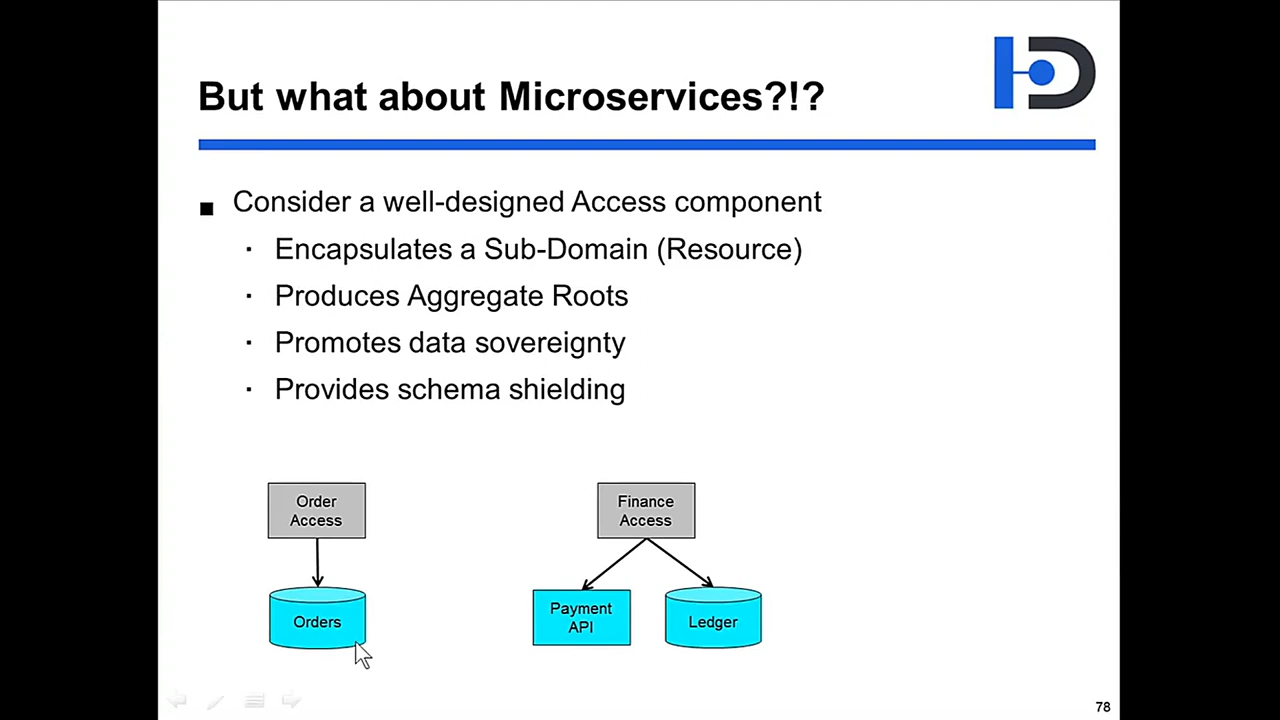 But what about Microservices?!?
Consider a well-designed Access component
Encapsulates a Sub-Domain (Resource)
Produces Aggregate Roots
Promotes data sovereignty
Provides schema shielding
Order
Access
Finance
Access
Orders
Payment
API
Ledger
78